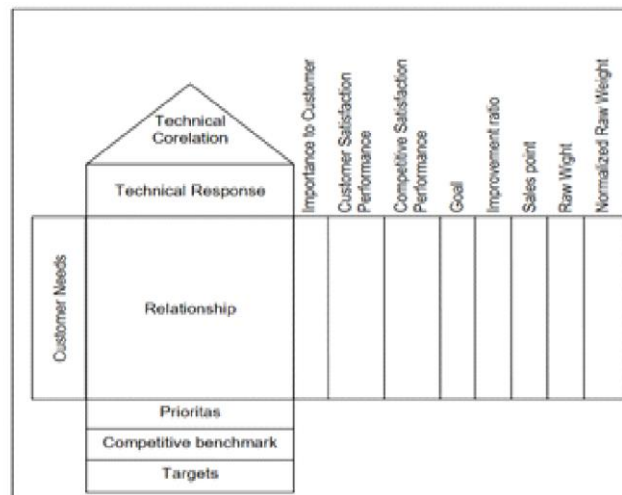 Technical
Corelation
Technical Response
Importance to Customer
Customer Satisfaction
Performance
Competitive Satisfaction
Performance
Goal
Improvement ratio
Sales point
Raw Wight
Normalized Raw Weight
Customer Needs
Relationship
Prioritas
Competitive benchmark
Targets